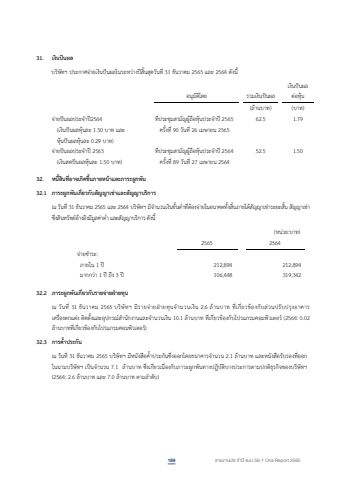 31. เงินปันผล
บริษัทฯ ประกาศจ่ายเงินปันผลในระหว่างปีสิ้นสุดวันที่ 31 ธันวาคม 2565 และ 2564 ดังนี้
อนุมัติโดย รวมเงินปันผล เงินปันผลต่อหุ้น
(ล้านบาท) (บาท)
จ่ายปันผลประจำปี2564 ที่ประชุมสามัญผู้ถือหุ้นประจำปี 2565 62.5 1.79
(เงินปันผลหุ้นละ 1.50 บาท และ ครั้งที่ 90 วันที่ 26 เมษายน 2565
หุ้นปันผลหุ้นละ 0.29 บาท)
จ่ายปันผลประจำปี 2563 ที่ประชุมสามัญผู้ถือหุ้นประจำปี 2564 52.5 1.50
(เงินสดปันผลหุ้นละ 1.50 บาท) ครั้งที่ 89 วันที่ 27 เมษายน 2564
32. หนี้สินที่อาจเกิดขึ้นภายหน้าและภาระผูกพัน
32.1 ภาระผูกพันเกี่ยวกับสัญญาเช่าและสัญญาบริการ
ณ วันที่ 31 ธันวาคม 2565 และ 2564 บริษัทฯ มีจำนวนเงินขั้นต่ำที่ต้องจ่ายในอนาคตทั้งสิ้นภายใต้สัญญาเช่าระยะสั้น สัญญาเช่า
ซึ่งสินทรัพย์อ้างอิงมีมูลค่าต่ำ และสัญญาบริการ ดังนี้
(หน่วย:บาท)
2565 2564
จ่ายชำระ:
ภายใน 1 ปี 212,894 212,894
มากกว่า 1 ปี ถึง 3 ปี 106,448 319,342
32.2 ภาระผูกพันเกี่ยวกับรายจ่ายฝ่ายทุน
ณ วันที่ 31 ธันวาคม 2565 บริษัทฯ มีรายจ่ายฝ่ายทุนจำนวนเงิน 2.6 ล้านบาท ที่เกี่ยวข้องกับส่วนปรับปรุงอาคาร
เครื่องตกแต่ง ติดตั้งและอุปกรณ์สำนักงานและจำนวนเงิน 10.1 ล้านบาท ที่เกี่ยวข้องกับโปรแกรมคอมพิวเตอร์ (2564: 0.02
ล้านบาทที่เกี่ยวข้องกับโปรแกรมคอมพิวเตอร์)
32.3 การค้ำประกัน
ณ วันที่ 31 ธันวาคม 2565 บริษัทฯ มีหนังสือค้ำประกันซึ่งออกโดยธนาคารจำนวน 2.1 ล้านบาท และหนังสือรับรองที่ออก
ในนามบริษัทฯ เป็นจำนวน 7.1 ล้านบาท ซึ่งเกี่ยวเนื่องกับภาระผูกพันทางปฏิบัติบางประการตามปกติธุรกิจของบริษัทฯ
(2564: 2.6 ล้านบาท และ 7.0 ล้านบาท ตามลำดับ)
รายงานประจำปี แบบ 56-1 One Report 2565